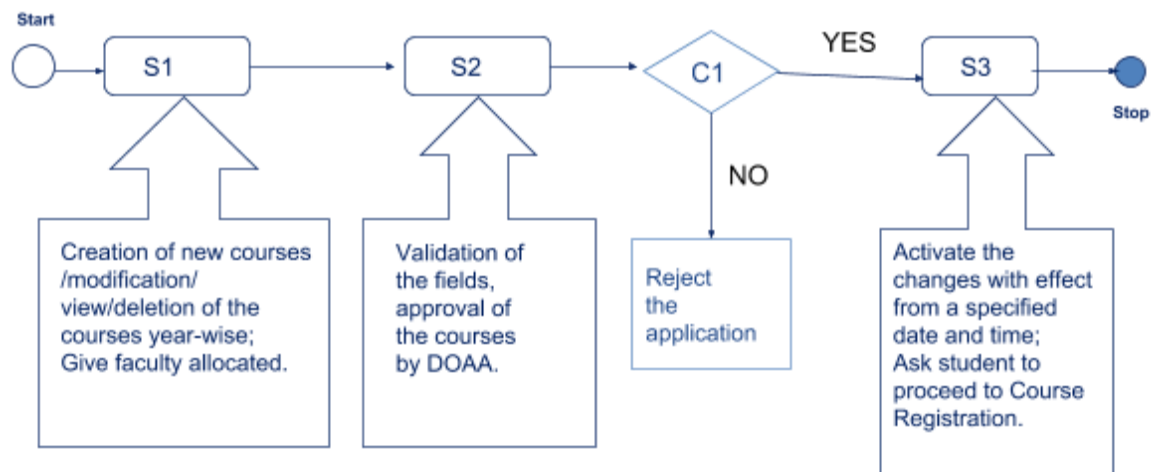 Start
S1
S2
C1
YES
S3
Stop
NO
Creation of new courses
/modification/
view/deletion of the
courses year-wise;
Give faculty allocated.
Validation of
the fields,
approval of
the courses
by DOAA.
Reject
the
application
Activate the
changes with effect
from a specified
date and time;
Ask student to
proceed to Course
Registration.